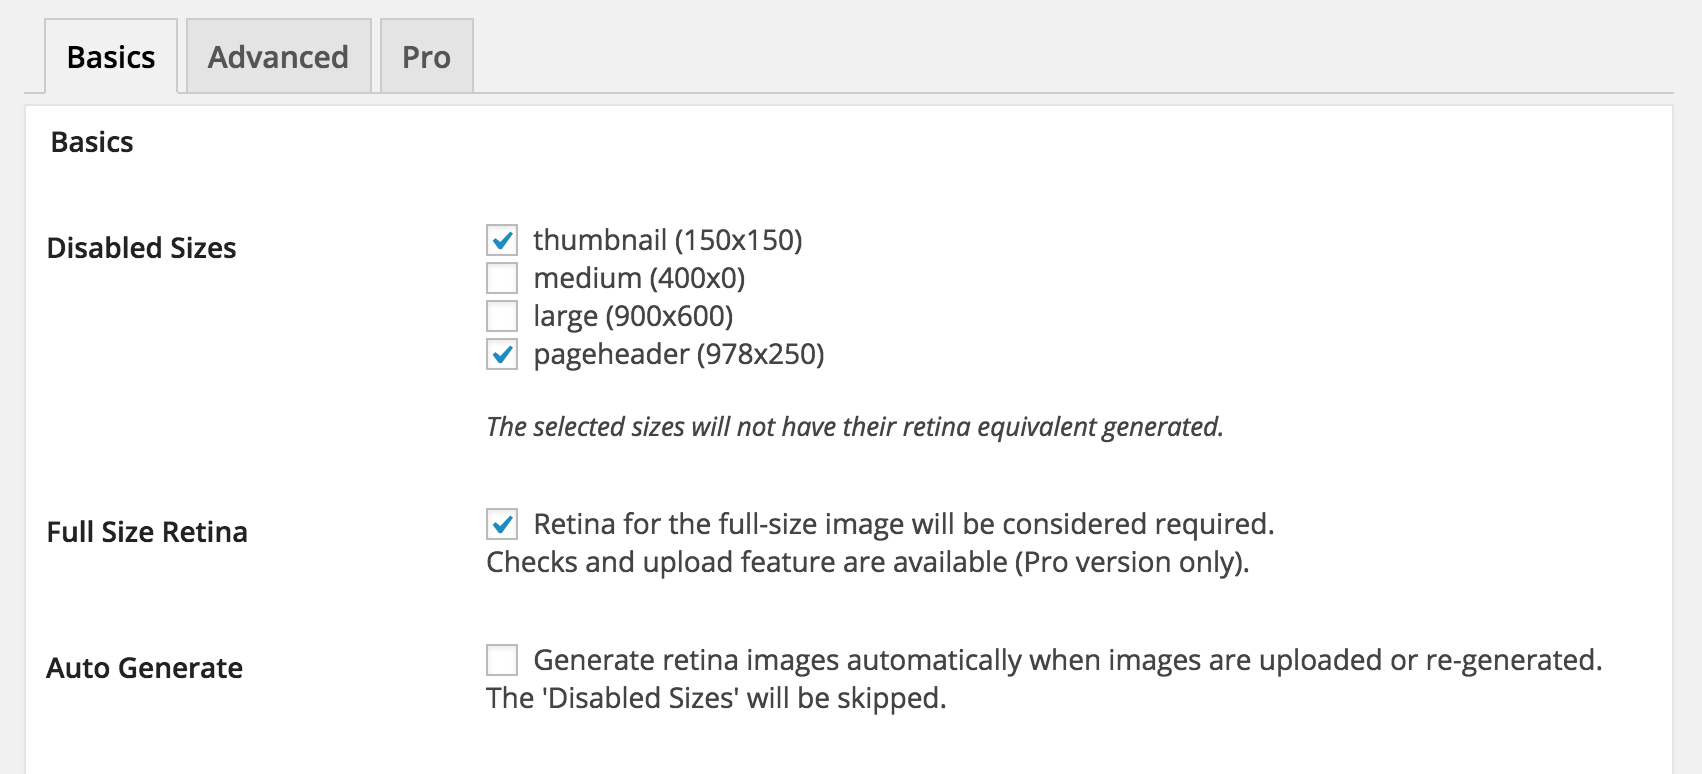 Basics Advanced Pro
Basics
Disabled Sizes
thumbnail (150x150)
medium (400x0)
large (900x600)
pageheader (978x250)
The selected sizes will not have their retina equivalent generated.
Full Size Retina
Retina for the full-size image will be considered required.
Checks and upload feature are available (Pro version only).
Auto Generate
Generate retina images automatically when images are uploaded or re-generated.
The 'Disabled Sizes' will be skipped.